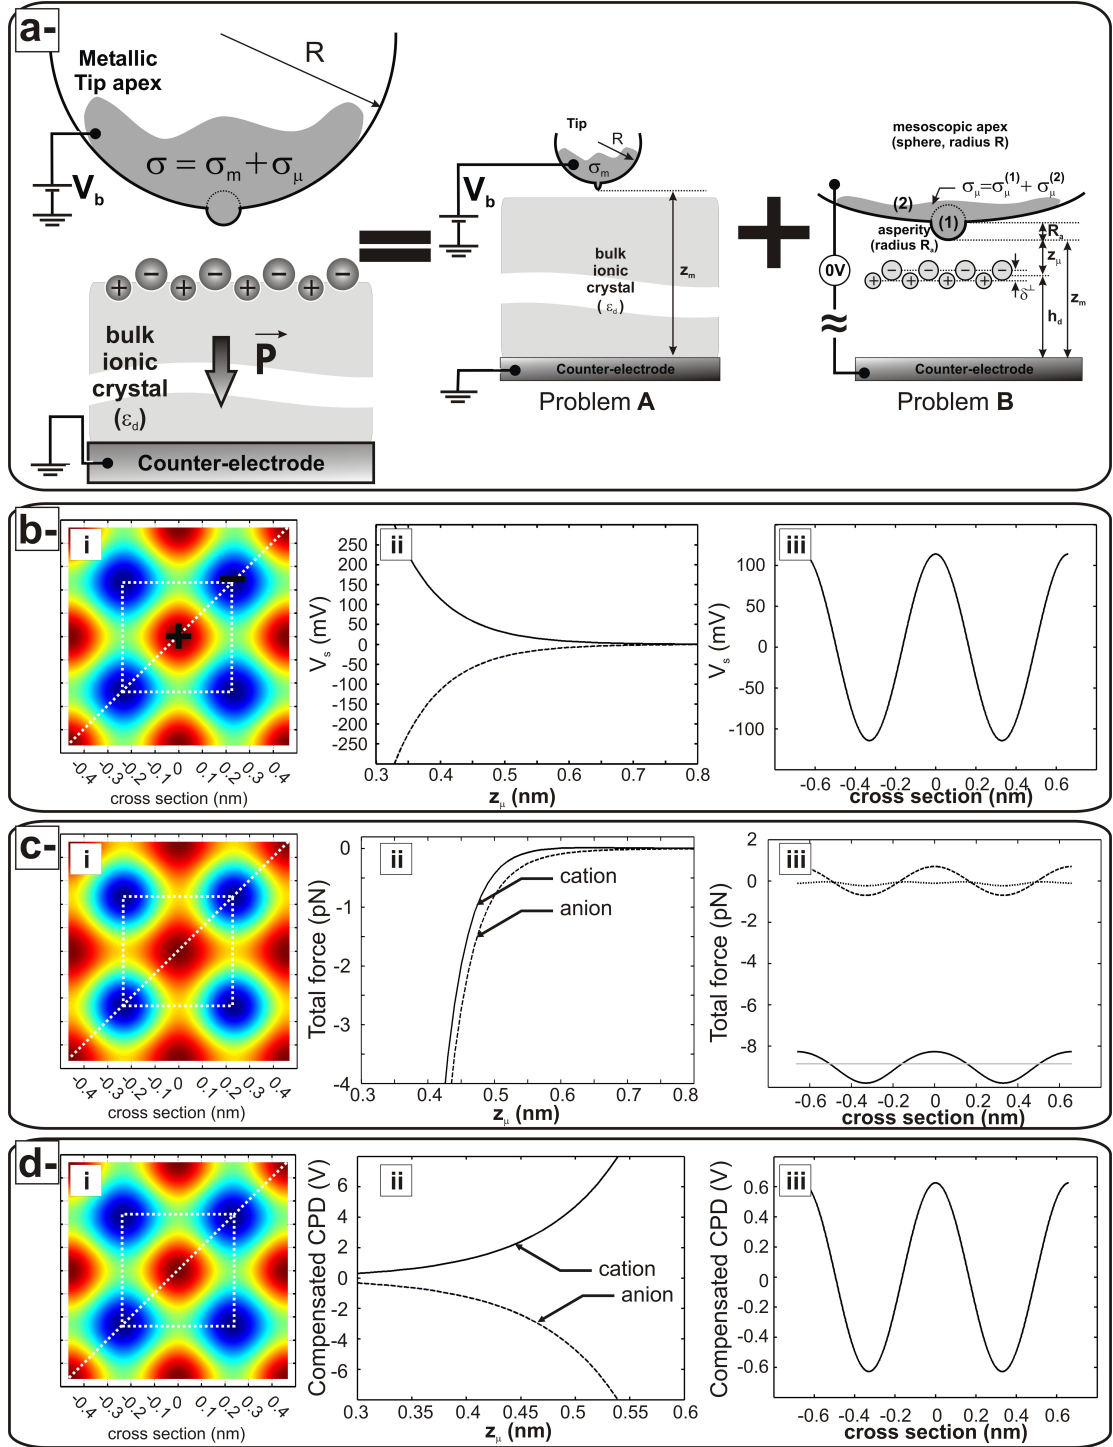 a-
Metallic
Tip apex
R
σ = σm + σμ
Vb
bulk
ionic
crystal
(εd)
P
Counter-electrode
=
Tip
R
σm
Vb
bulk
ionic
crystal
(εd)
zm
Counter-electrode
Problem A
+
mesoscopic apex
(sphere, radius R)
σμ=σμ(1)+ σμ(2)
(2)
(1)
asperity
(radius Ra)
Ra
zμ
0V
δ⊥
hd
zm
≈
Counter-electrode
Problem B
b-
i
-0.4 -0.3 -0.2 -0.1 0 0.1 0.2 0.3 0.4
cross section (nm)
ii
250
200
150
100
50
0
-50
-100
-150
-200
-250
Vs (mV)
0.3 0.4 0.5 0.6 0.7 0.8
zμ (nm)
iii
100
50
0
-50
-100
Vs (mV)
-0.6 -0.4 -0.2 0 0.2 0.4 0.6
cross section (nm)
c-
i
-0.4 -0.3 -0.2 -0.1 0 0.1 0.2 0.3 0.4
cross section (nm)
ii
0
-1
-2
-3
-4
Total force (pN)
cation
anion
0.3 0.4 0.5 0.6 0.7 0.8
zμ (nm)
iii
2
0
-2
-4
-6
-8
Total force (pN)
-0.6 -0.4 -0.2 0 0.2 0.4 0.6
cross section (nm)
d-
i
-0.4 -0.3 -0.2 -0.1 0 0.1 0.2 0.3 0.4
cross section (nm)
ii
6
4
2
0
-2
-4
-6
Compensated CPD (V)
cation
anion
0.3 0.35 0.4 0.45 0.5 0.55 0.6
zμ (nm)
iii
0.6
0.4
0.2
0
-0.2
-0.4
-0.6
Compensated CPD (V)
-0.6 -0.4 -0.2 0 0.2 0.4 0.6
cross section (nm)